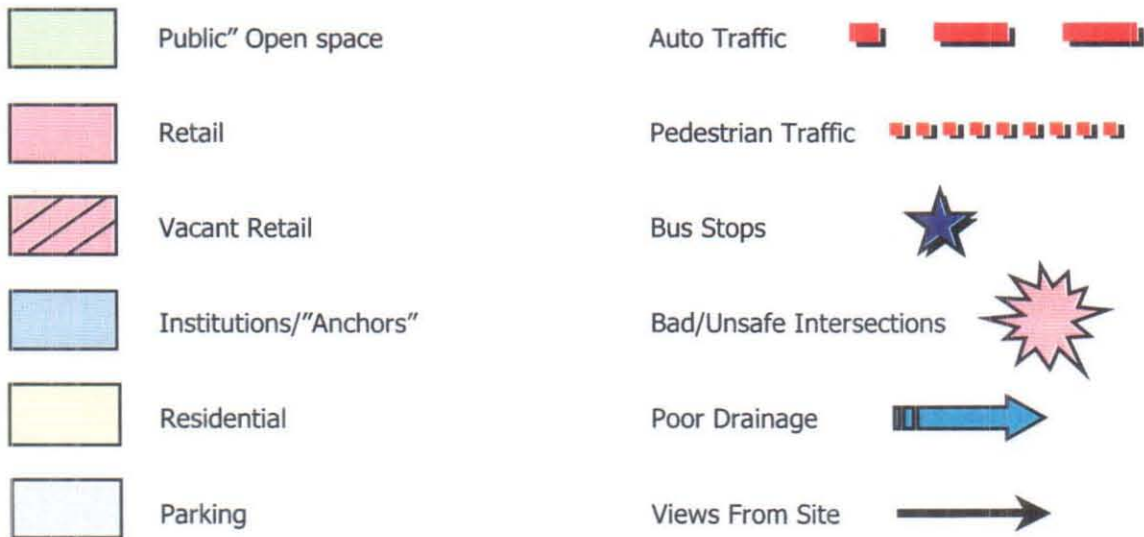 Public” Open space
Retail
Vacant Retail
Institutions/”Anchors”
Residential
Parking
Auto Traffic
Pedestrian Traffic
Bus Stops
Bad/Unsafe Intersections
Poor Drainage
Views From Site